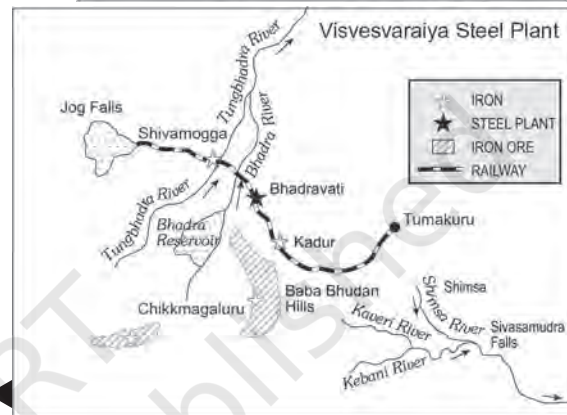 Visvesvaraiya Steel Plant
IRON
STEEL PLANT
IRON ORE
RAILWAY
Tungbhadra River
Jog Falls
Shivamogga
Bhadra River
Bhadravati
Tungbhadra River
Bhadra
Reservoir
Tumakuru
Kadur
Chikkmagaluru
Baba Bhudan
Hills
Shimsa
Shimsa River
Kaveri River
Sivasamudra
Falls
Kebani River